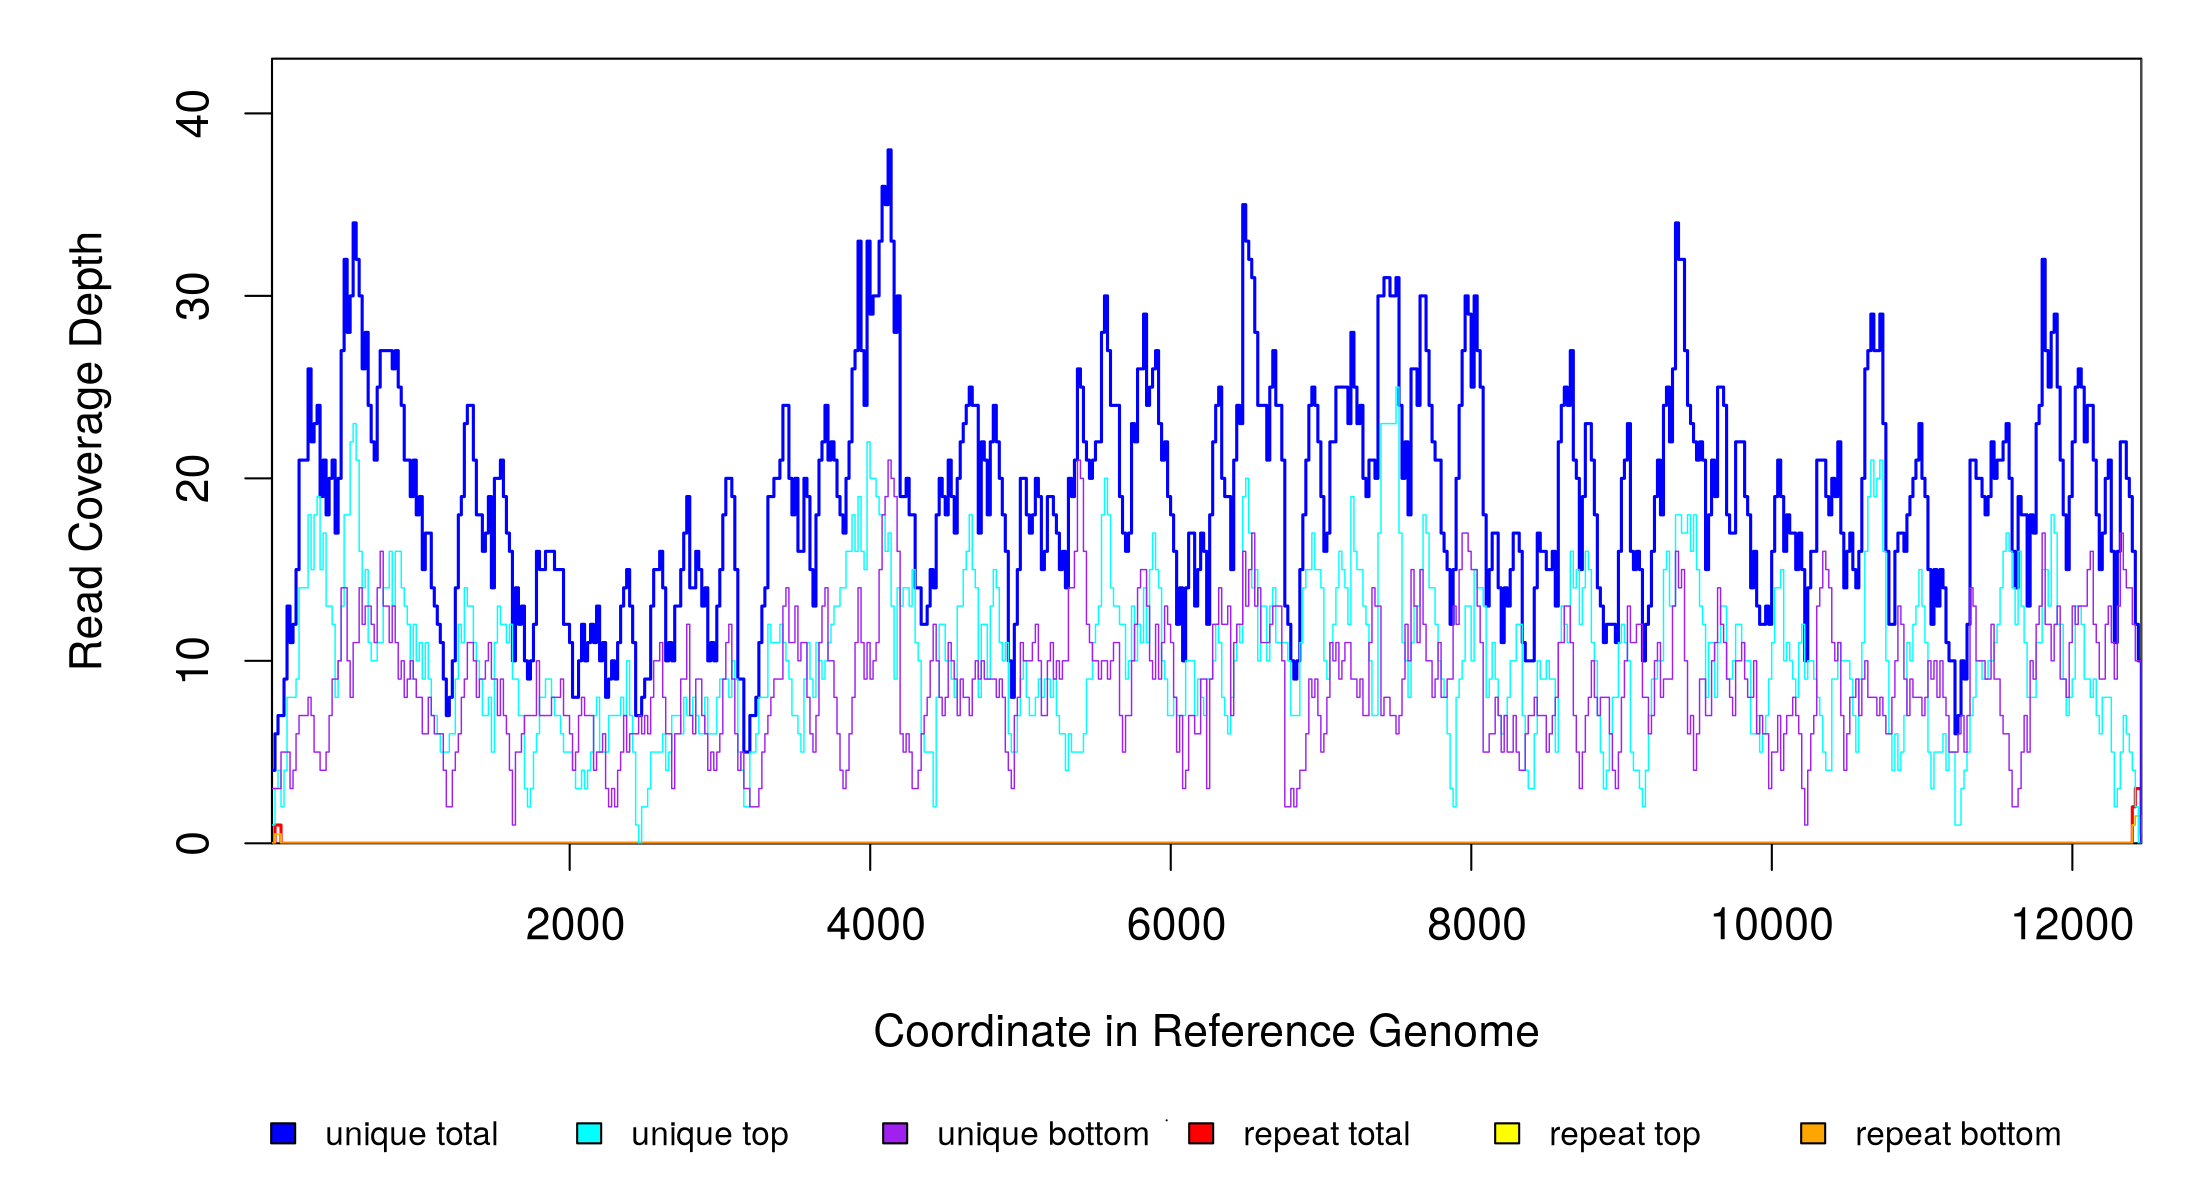 Read Coverage Depth
40
30
20
10
0
2000 4000 6000 8000 10000 12000
Coordinate in Reference Genome
unique total unique top unique bottom repeat total repeat top repeat bottom